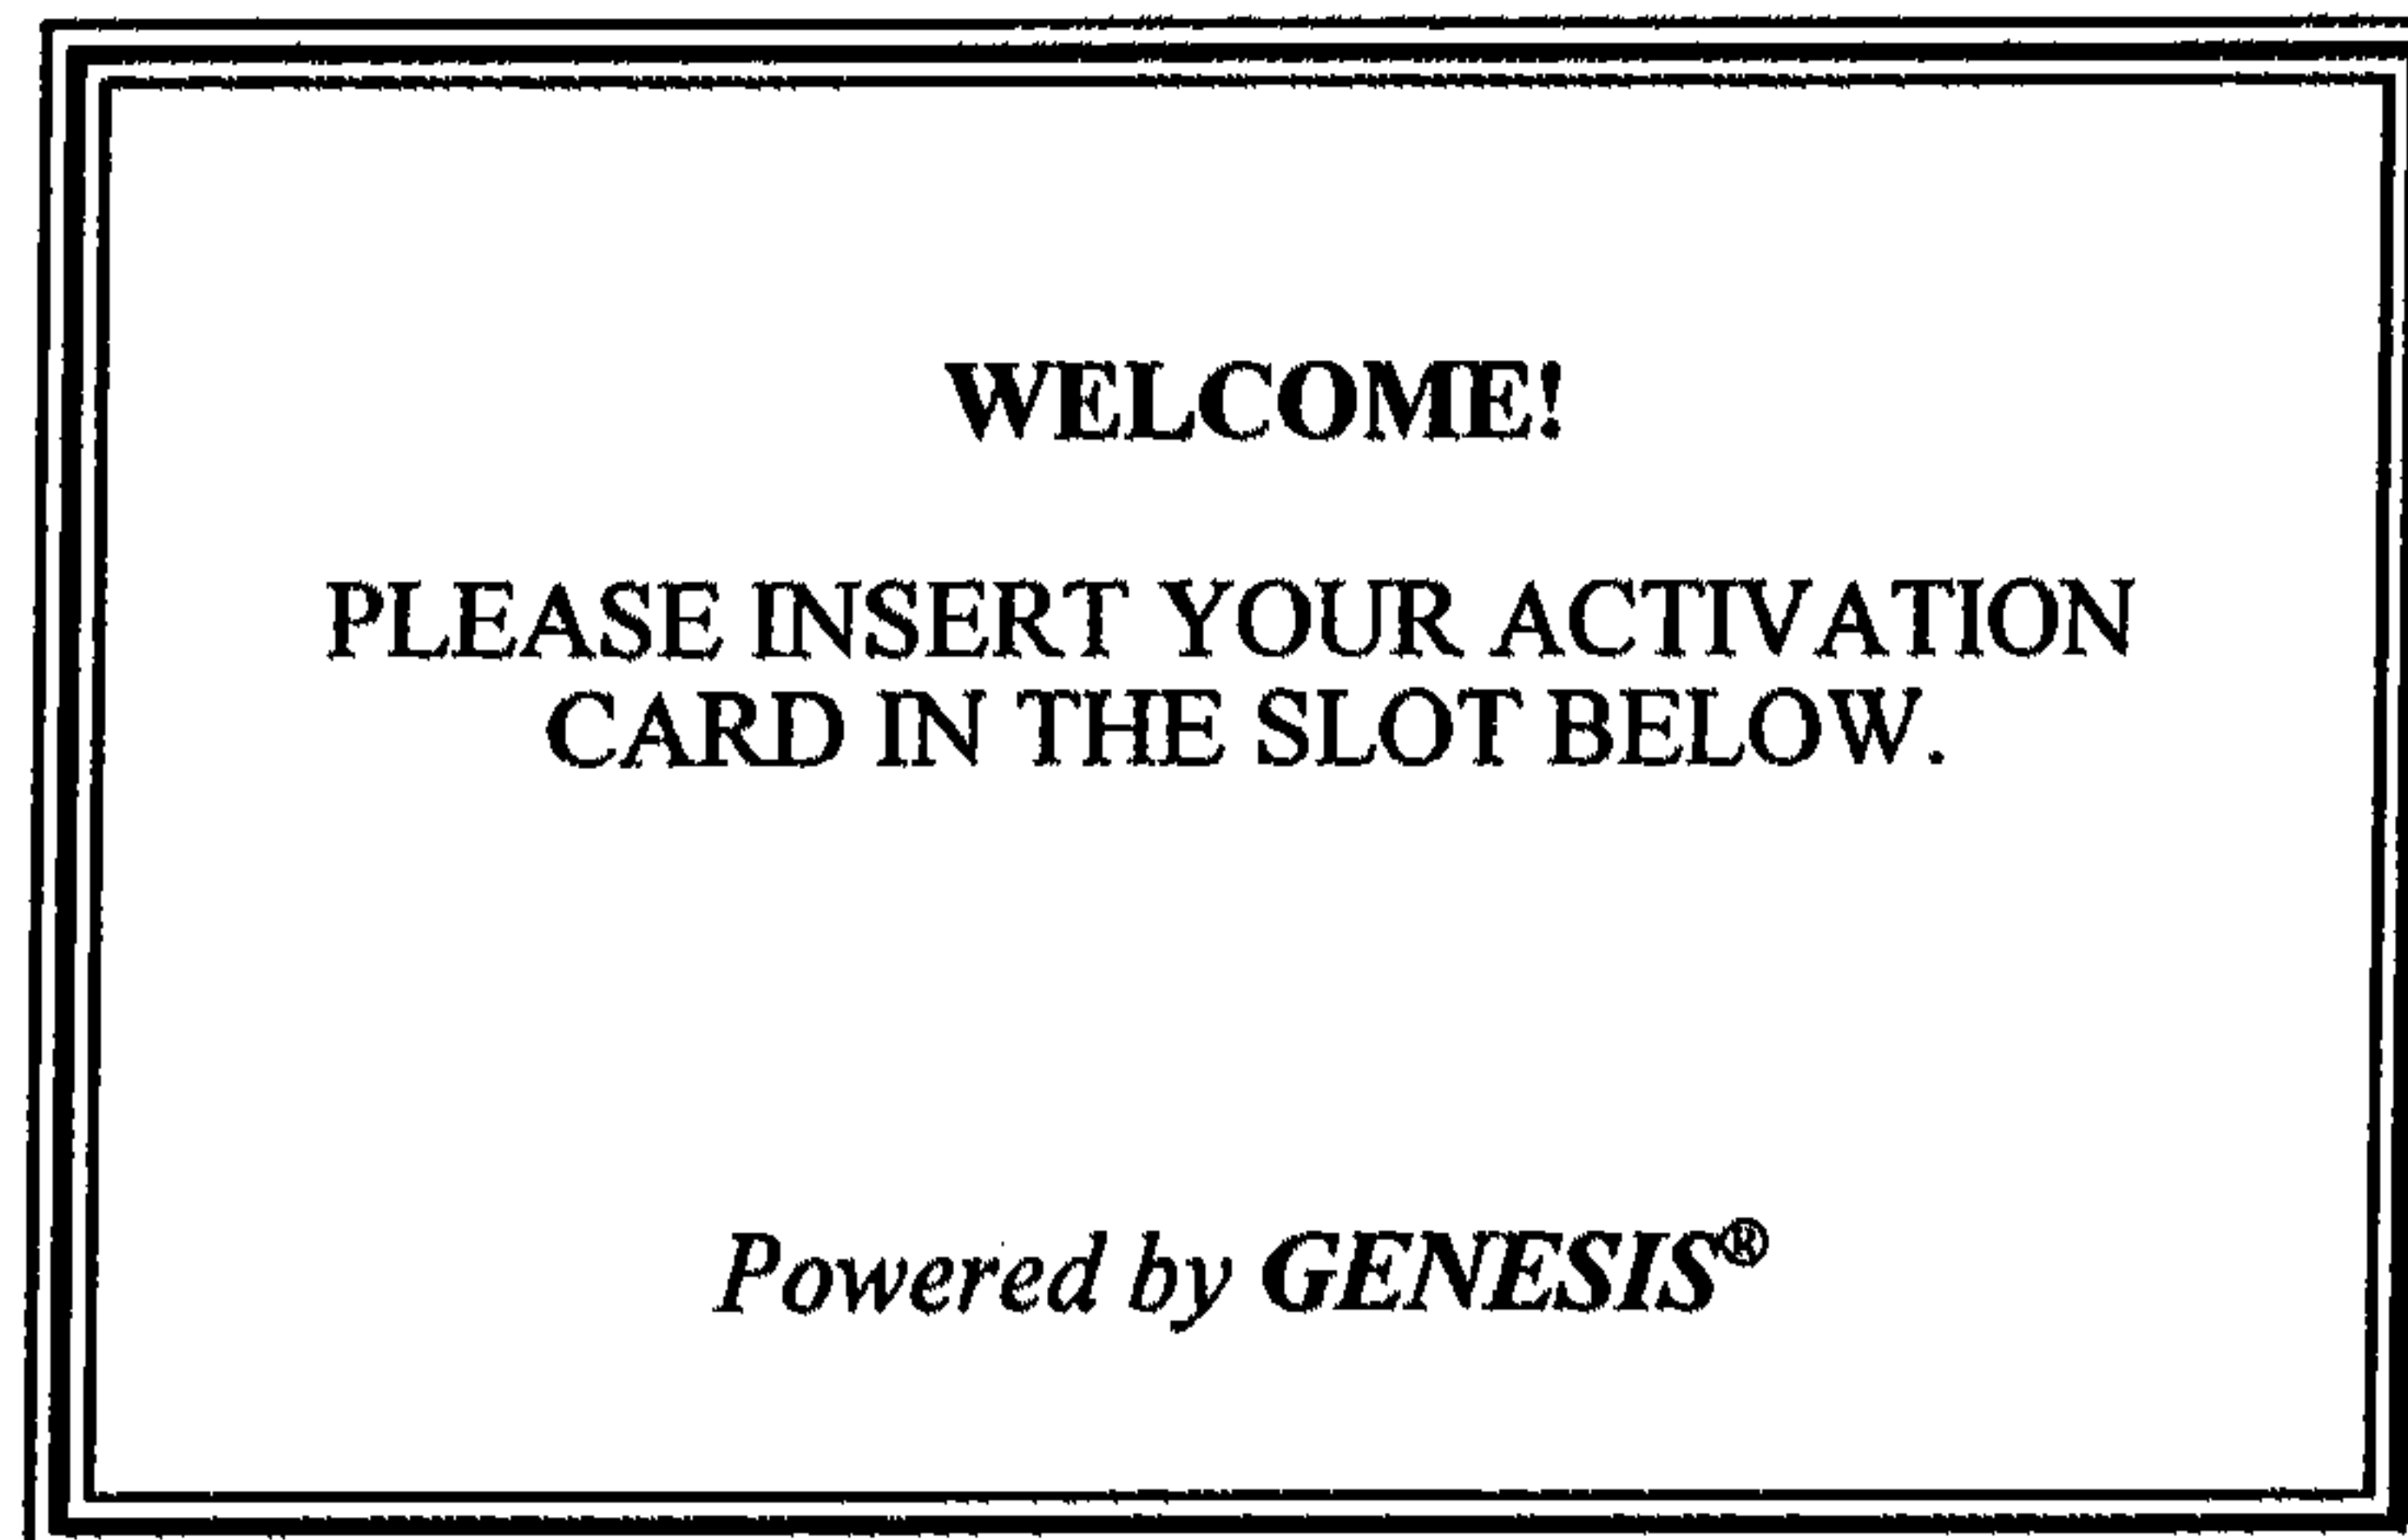 WELCOME!
PLEASE INSERT YOUR ACTIVATION
CARD IN THE SLOT BELOW.
Powered by GENESIS®